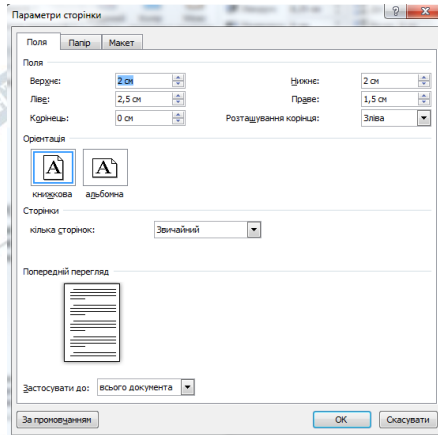 Параметри сторінки
Поля Папір Макет
Поля
Верхнє: 2 см Нижнє: 2 см
Ліве: 2,5 см Праве: 1,5 см
Корінець: 0 см Розташування корінця: Зліва
Орієнтація
A A
книжкова альбомна
Сторінки
кілька сторінок: Звичайний
Попередній перегляд
Застосувати до: всього документа
За промовчанням ОК Скасувати